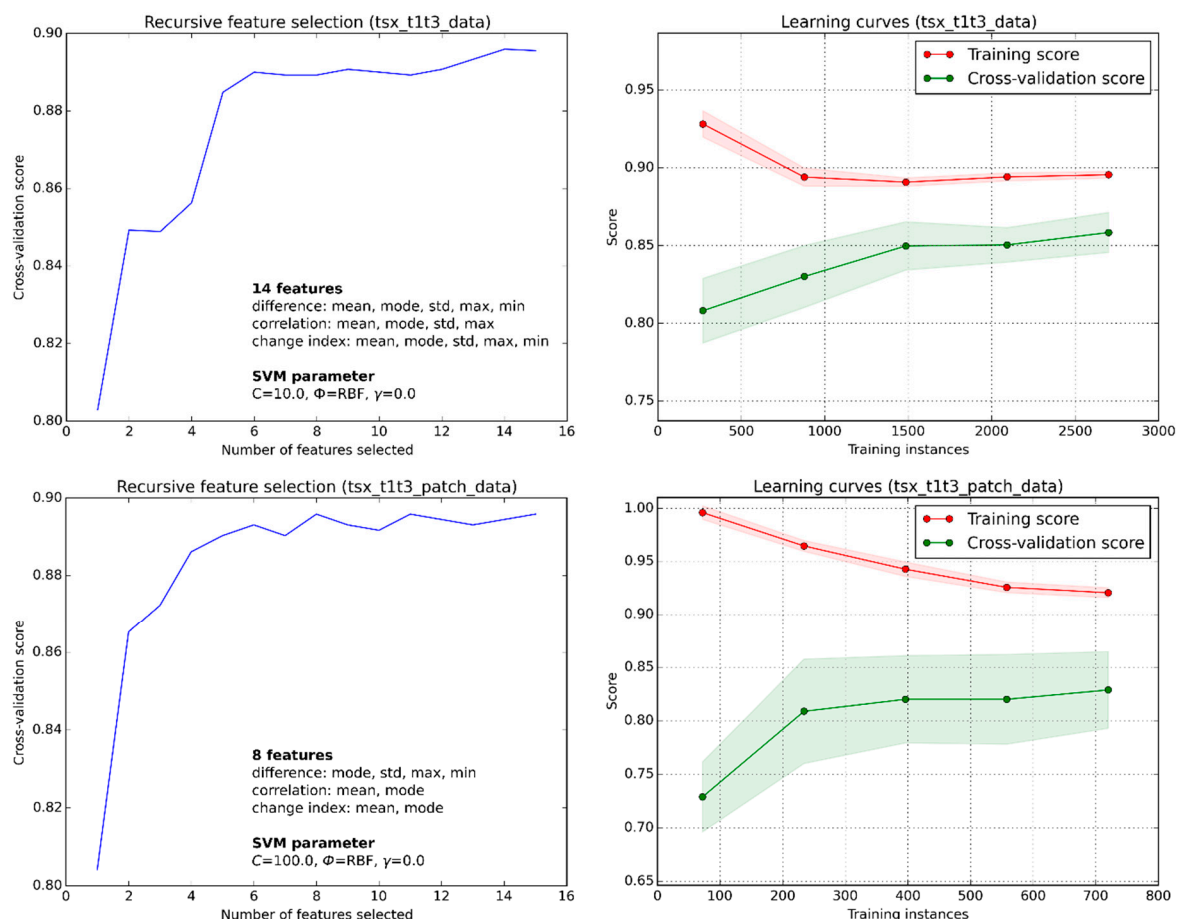 Recursive feature selection (tsx_t1t3_data)
Cross-validation score
0.90
0.88
0.86
0.84
0.82
0.80
14 features
difference: mean, mode, std, max, min
correlation: mean, mode, std, max
change index: mean, mode, std, max, min
SVM parameter
C=10.0, Φ=RBF, γ=0.0
0 2 4 6 8 10 12 14 16
Number of features selected
Learning curves (tsx_t1t3_data)
Training score
Cross-validation score
Score
0.95
0.90
0.85
0.80
0.75
0 500 1000 1500 2000 2500 3000
Training instances
Recursive feature selection (tsx_t1t3_patch_data)
Cross-validation score
0.90
0.88
0.86
0.84
0.82
0.80
8 features
difference: mode, std, max, min
correlation: mean, mode
change index: mean, mode
SVM parameter
C=100.0, Φ=RBF, γ=0.0
0 2 4 6 8 10 12 14 16
Number of features selected
Learning curves (tsx_t1t3_patch_data)
Training score
Cross-validation score
Score
1.00
0.95
0.90
0.85
0.80
0.75
0.70
0.65
0 100 200 300 400 500 600 700 800
Training instances